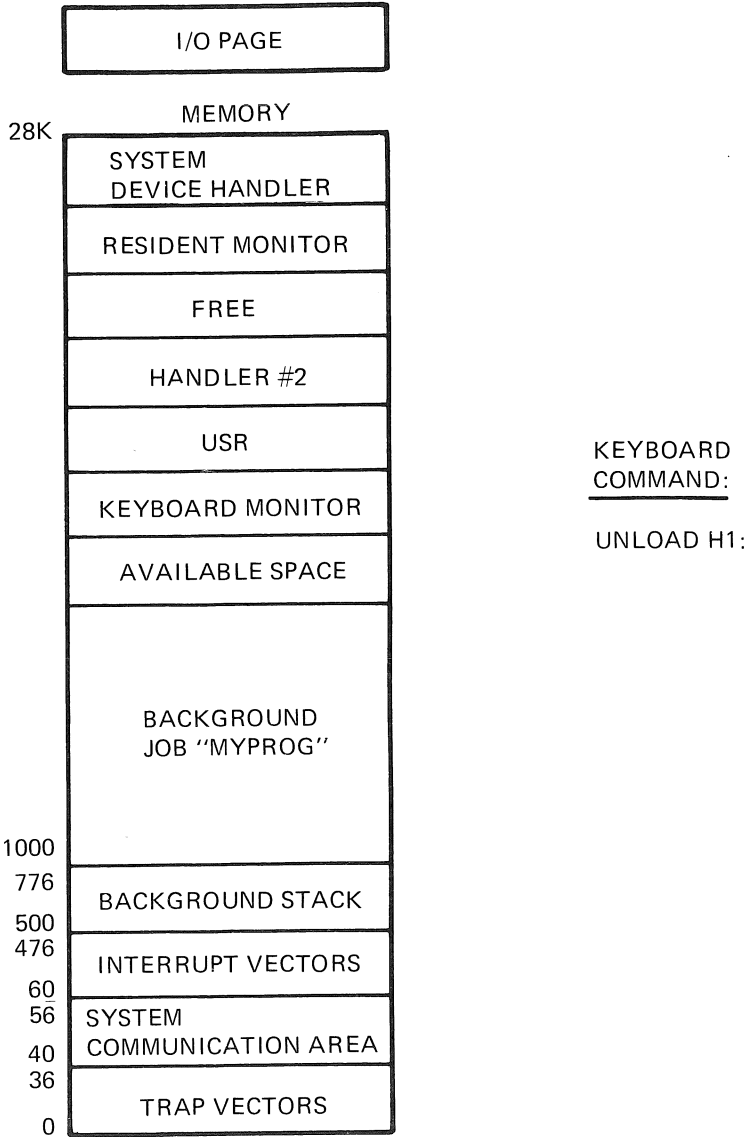 I/O PAGE
MEMORY
28K
SYSTEM
DEVICE HANDLER
RESIDENT MONITOR
FREE
HANDLER #2
USR
KEYBOARD MONITOR
AVAILABLE SPACE
BACKGROUND
JOB "MYPROG"
1000
776
BACKGROUND STACK
500
476
INTERRUPT VECTORS
60
56
SYSTEM
COMMUNICATION AREA
40
36
TRAP VECTORS
0
KEYBOARD
COMMAND:
UNLOAD H1: